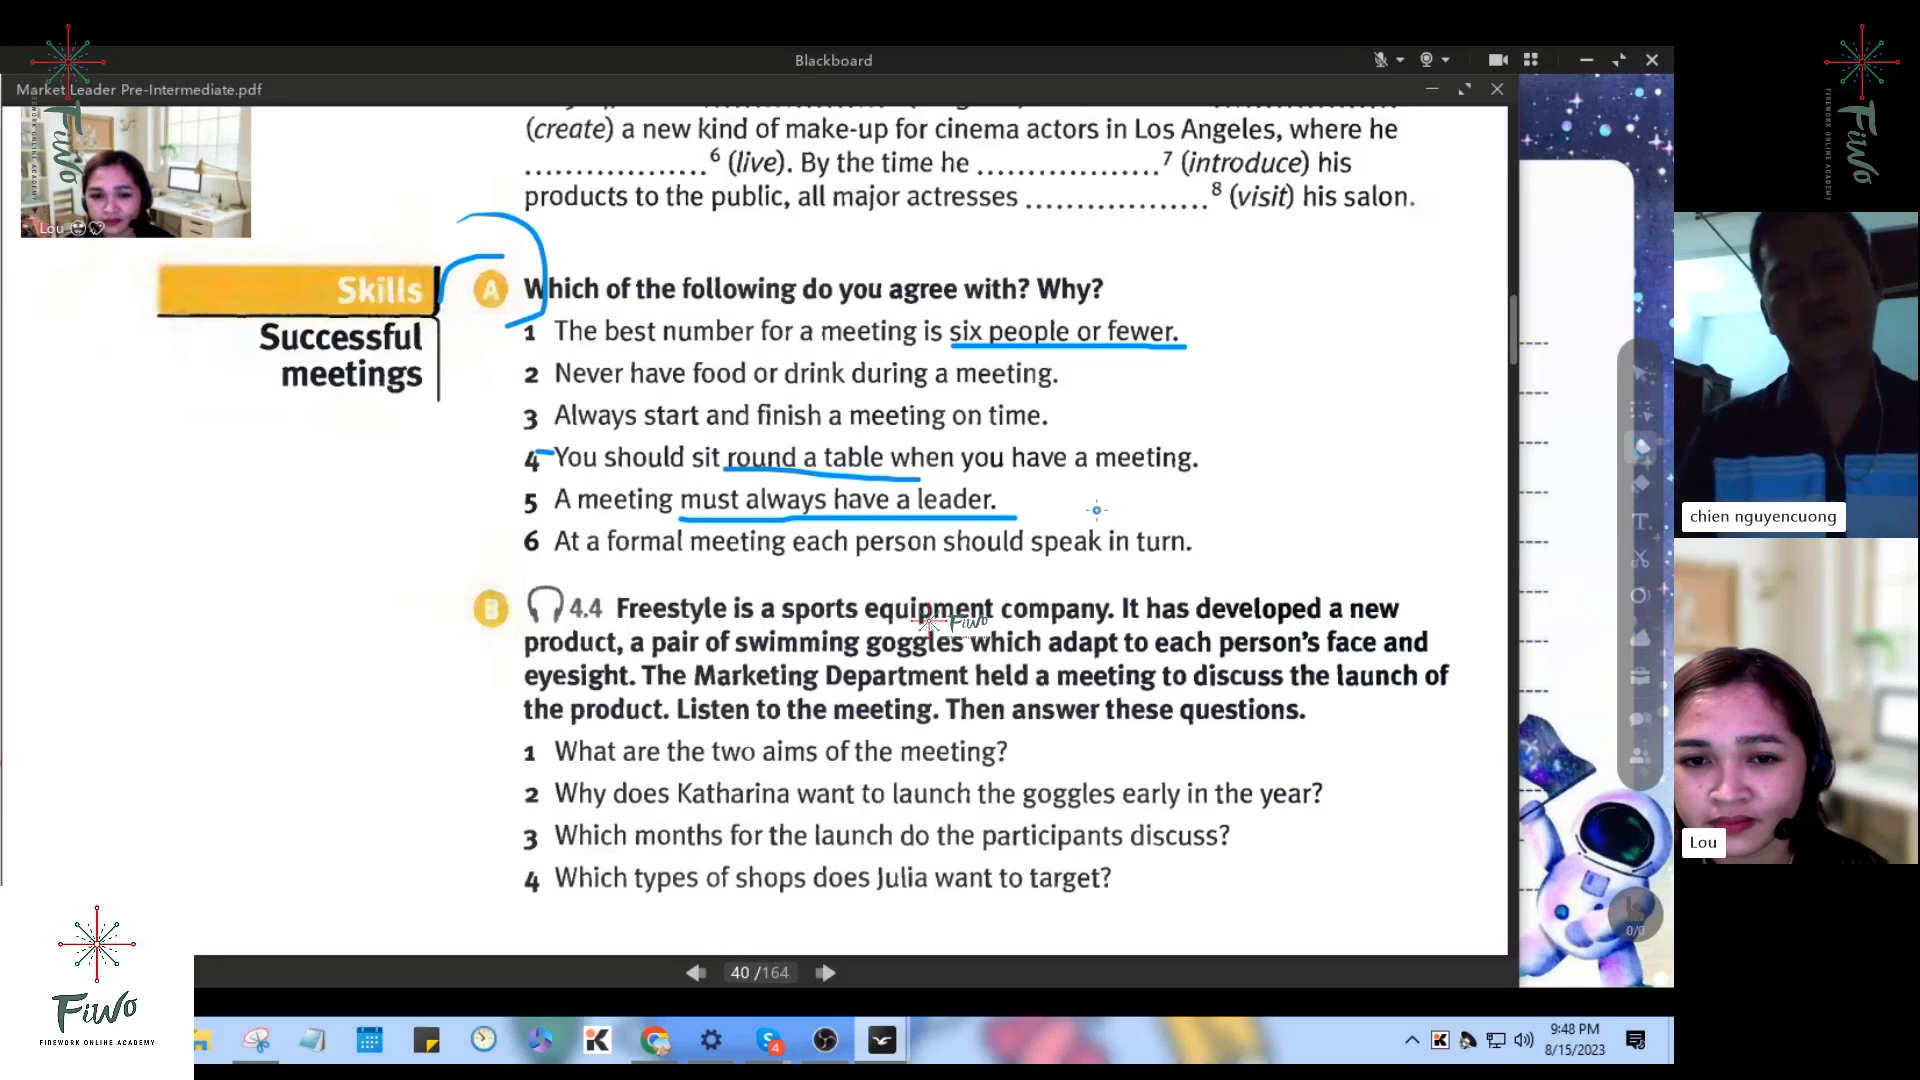 Blackboard
Market Leader Pre-Intermediate.pdf
(create) a new kind of make-up for cinema actors in Los Angeles, where he
.................. 6 (live). By the time he .................. 7 (introduce) his
products to the public, all major actresses .................. 8 (visit) his salon.
Lou
Skills
Successful
meetings
A Which of the following do you agree with? Why?
1 The best number for a meeting is six people or fewer.
2 Never have food or drink during a meeting.
3 Always start and finish a meeting on time.
4 You should sit round a table when you have a meeting.
5 A meeting must always have a leader.
6 At a formal meeting each person should speak in turn.
B 4.4 Freestyle is a sports equipment company. It has developed a new
product, a pair of swimming goggles which adapt to each person's face and
eyesight. The Marketing Department held a meeting to discuss the launch of
the product. Listen to the meeting. Then answer these questions.
1 What are the two aims of the meeting?
2 Why does Katharina want to launch the goggles early in the year?
3 Which months for the launch do the participants discuss?
4 Which types of shops does Julia want to target?
40 /164
0/0
chien nguyencuong
Lou
FiWo
FIREWORK ONLINE ACADEMY
FiWo
FIREWORK ONLINE ACADEMY
FiWo
FiWo
4
9:48 PM
8/15/2023